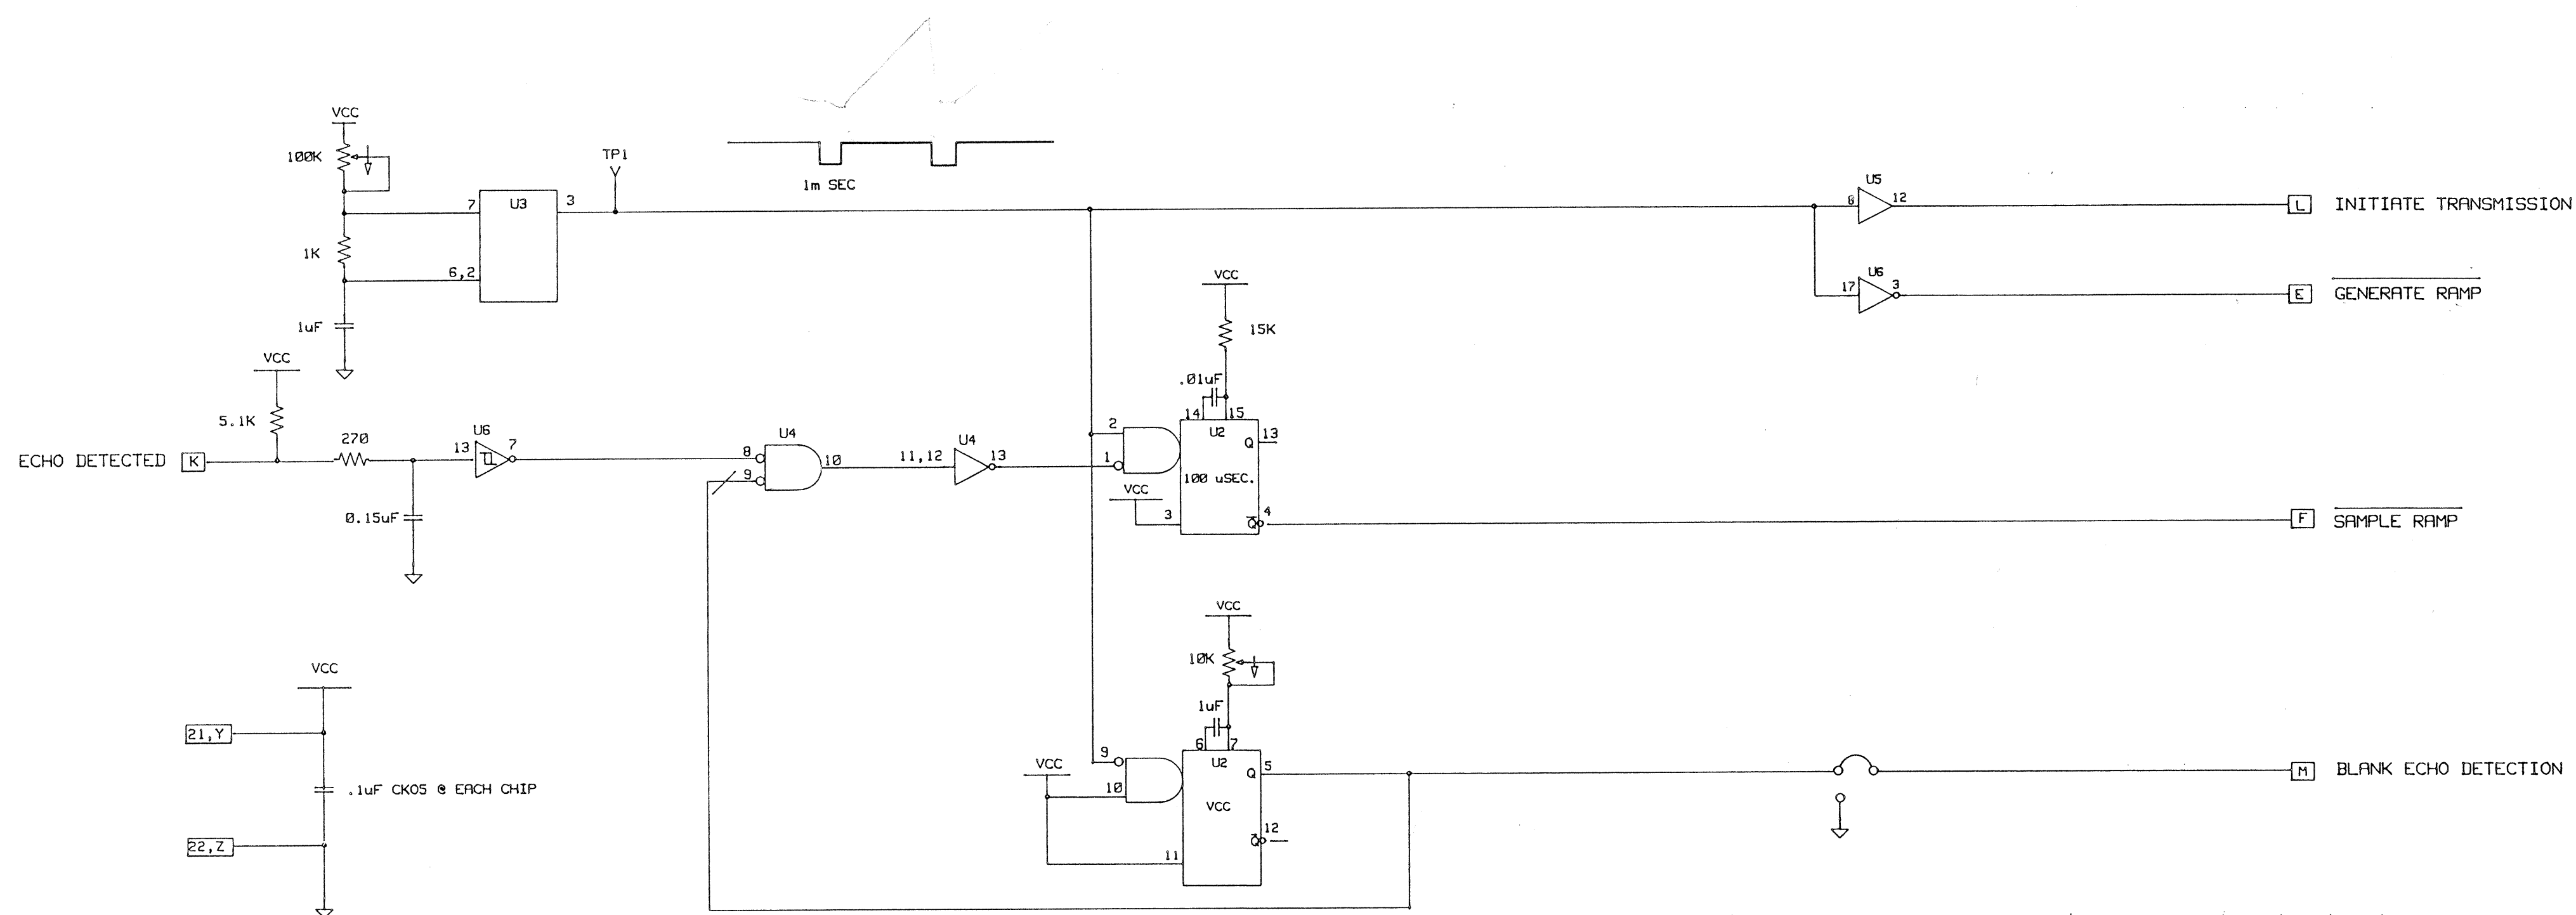 VCC
100K
1K
1uF
7
6,2
U3
3
TP1
1m SEC
U5
8
12
L
INITIATE TRANSMISSION
U6
17
3
E
GENERATE RAMP
VCC
5.1K
ECHO DETECTED
K
270
0.15uF
U6
13
7
U4
8
9
10
U4
11,12
13
VCC
15K
.01uF
14
15
2
1
U2
Q
13
100 uSEC.
VCC
3
Q
4
F
SAMPLE RAMP
VCC
10K
1uF
6
7
9
VCC
10
11
U2
Q
5
VCC
Q
12
M
BLANK ECHO DETECTION
VCC
21,Y
.1uF CK05 @ EACH CHIP
22,Z